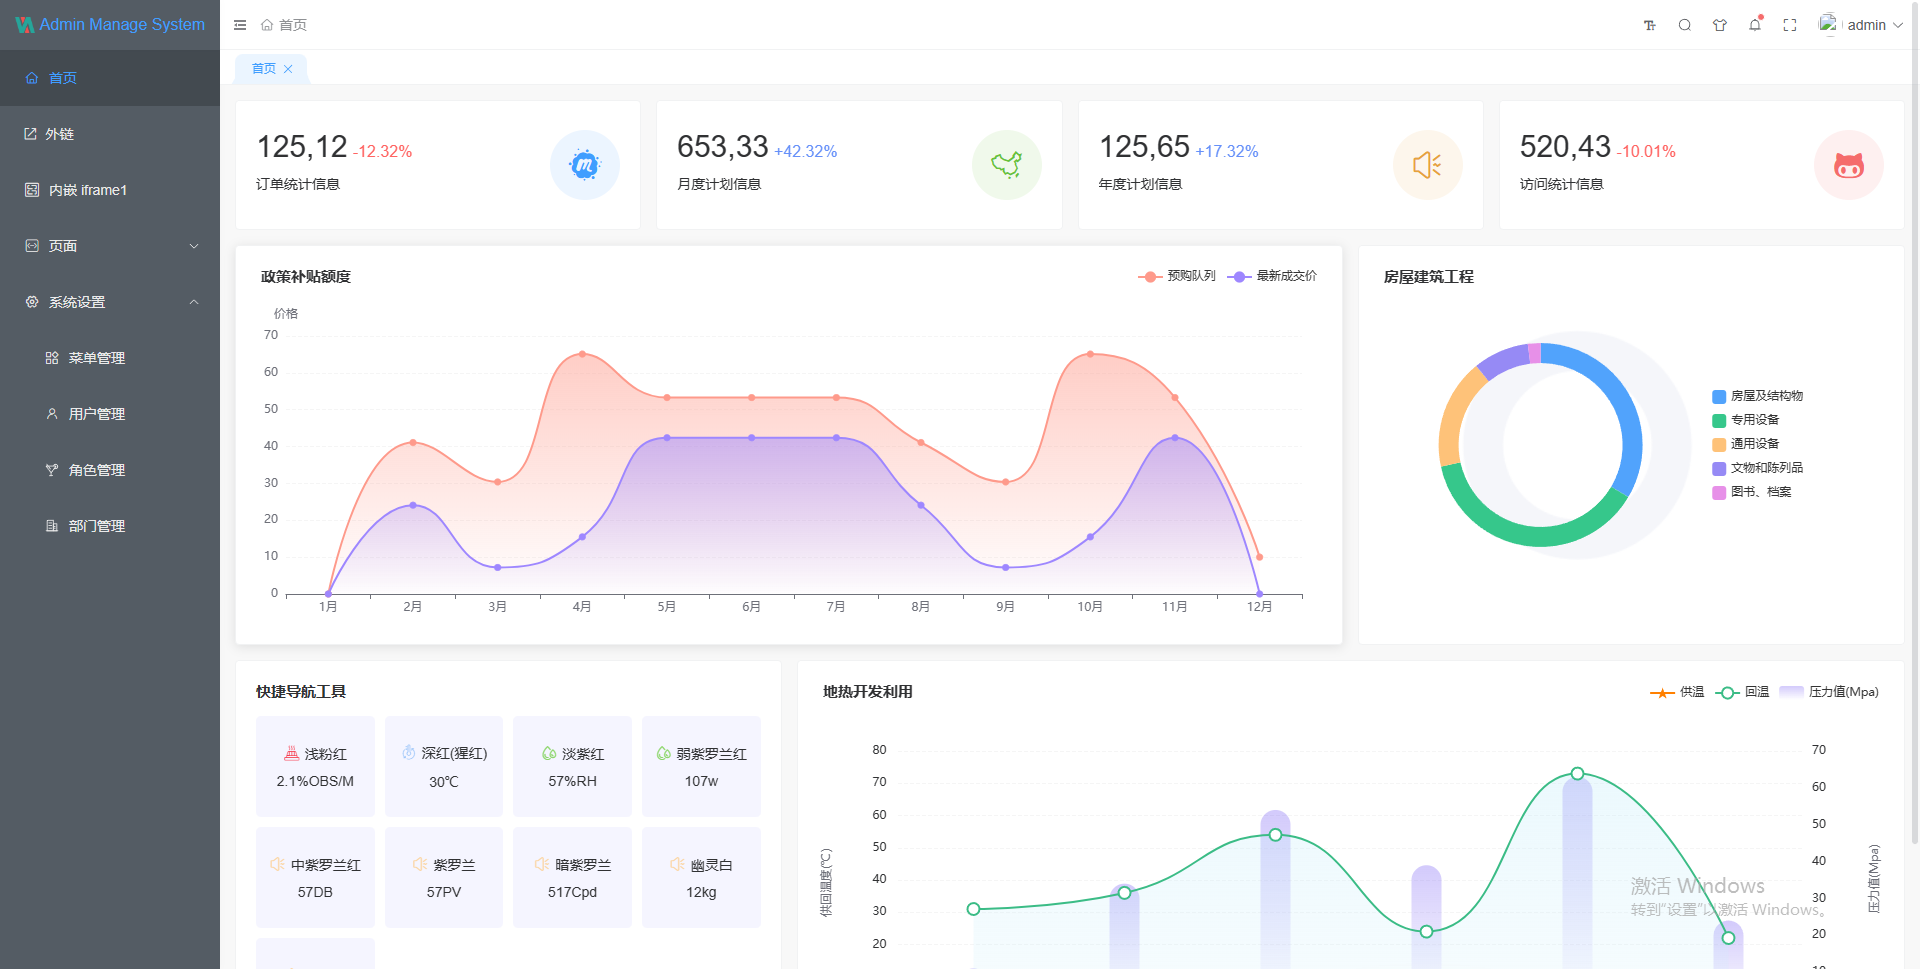 Admin Manage System
首页
外链
内嵌 iframe1
页面
系统设置
菜单管理
用户管理
角色管理
部门管理
首页
admin
首页
125,12 -12.32%
订单统计信息
653,33 +42.32%
月度计划信息
125,65 +17.32%
年度计划信息
520,43 -10.01%
访问统计信息
政策补贴额度
预购队列 最新成交价
价格
70
60
50
40
30
20
10
0
1月 2月 3月 4月 5月 6月 7月 8月 9月 10月 11月 12月
房屋建筑工程
房屋及结构物
专用设备
通用设备
文物和陈列品
图书、档案
快捷导航工具
浅粉红
2.1%OBS/M
深红(猩红)
30℃
淡紫红
57%RH
弱紫罗兰红
107w
中紫罗兰红
57DB
紫罗兰
57PV
暗紫罗兰
517Cpd
幽灵白
12kg
地热开发利用
供温 回温 压力值(Mpa)
供回温度(℃)
80
70
60
50
40
30
20
压力值(Mpa)
70
60
50
40
30
20
10
激活 Windows
转到“设置”以激活 Windows。